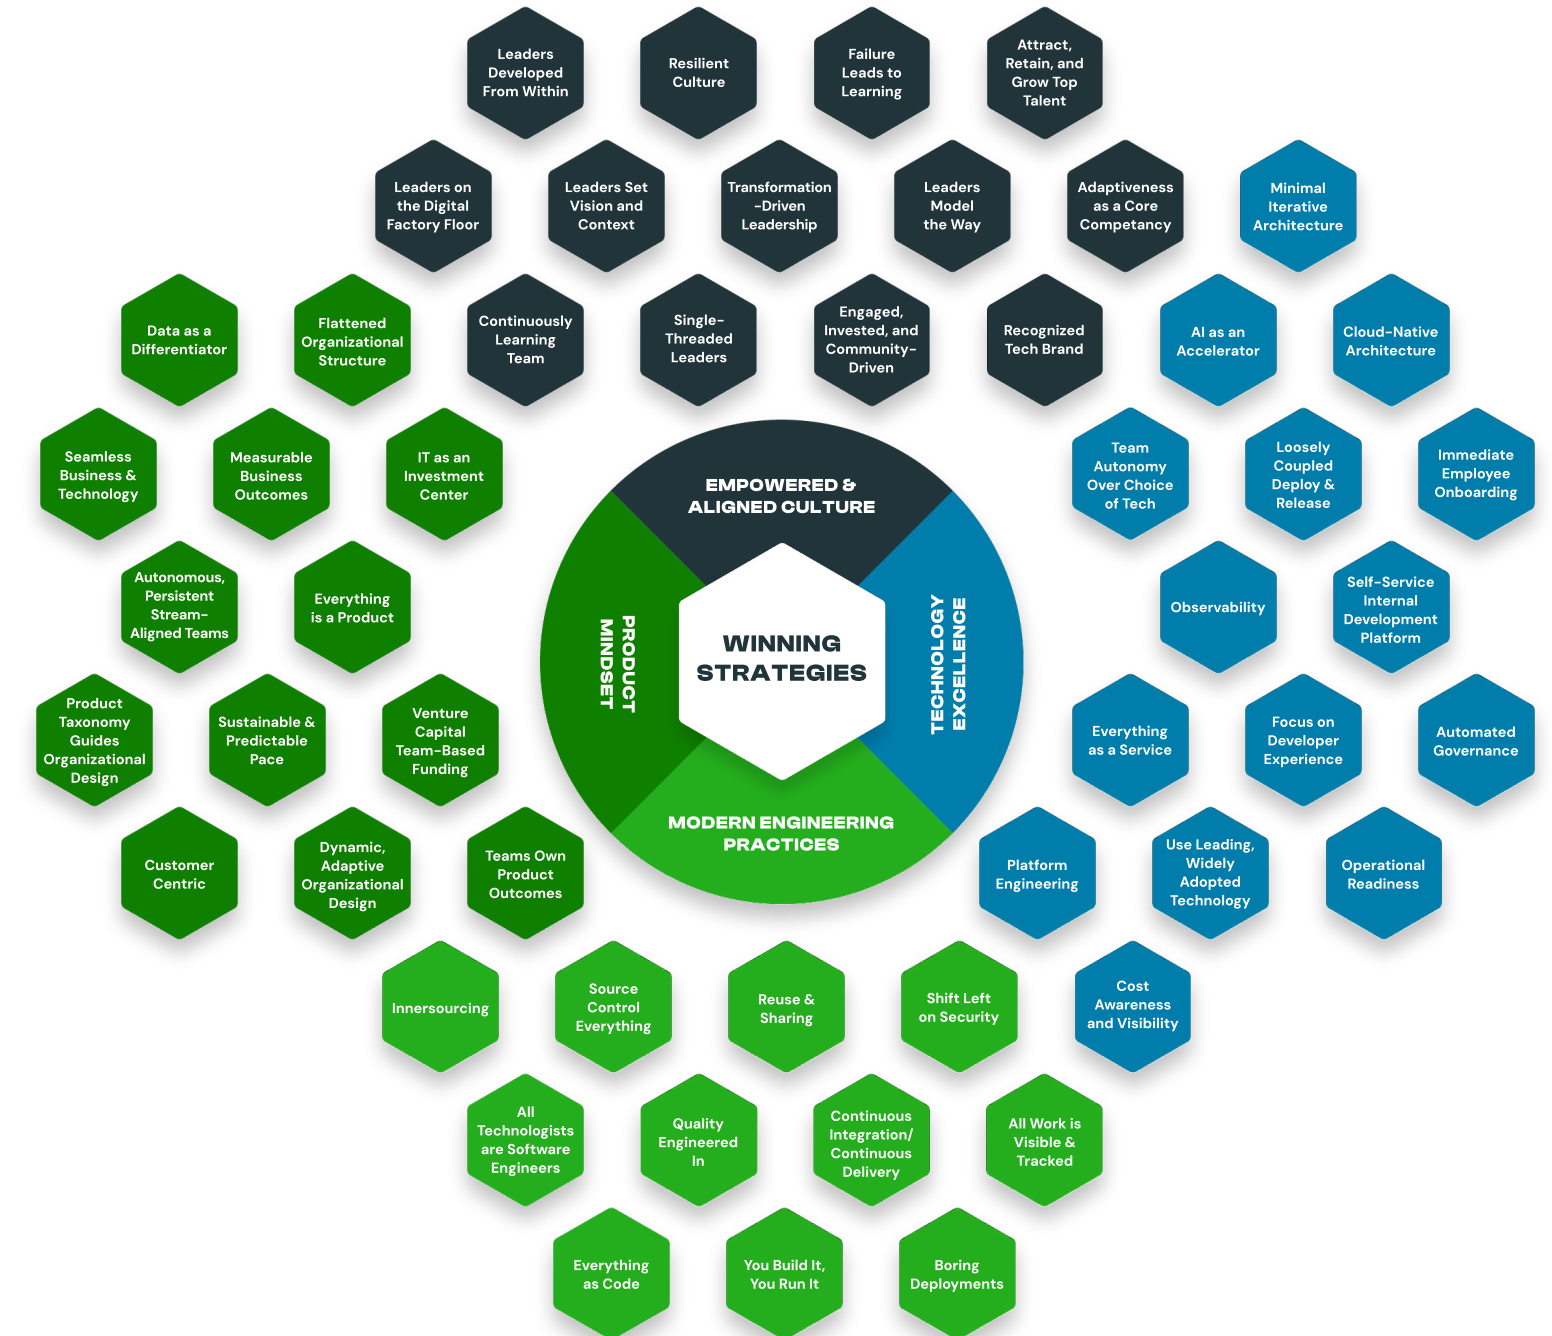 Leaders
Developed
From Within
Resilient
Culture
Failure
Leads to
Learning
Attract,
Retain, and
Grow Top
Talent
Leaders on
the Digital
Factory Floor
Leaders Set
Vision and
Context
Transformation
-Driven
Leadership
Leaders
Model
the Way
Adaptiveness
as a Core
Competancy
Minimal
Iterative
Architecture
Data as a
Differentiator
Flattened
Organizational
Structure
Continuously
Learning
Team
Single-
Threaded
Leaders
Engaged,
Invested, and
Community-
Driven
Recognized
Tech Brand
AI as an
Accelerator
Cloud-Native
Architecture
Seamless
Business &
Technology
Measurable
Business
Outcomes
IT as an
Investment
Center
EMPOWERED &
ALIGNED CULTURE
Team
Autonomy
Over Choice
of Tech
Loosely
Coupled
Deploy &
Release
Immediate
Employee
Onboarding
Autonomous,
Persistent
Stream-
Aligned Teams
Everything
is a Product
PRODUCT
MINDSET
WINNING
STRATEGIES
TECHNOLOGY
EXCELLENCE
Observability
Self-Service
Internal
Development
Platform
Product
Taxonomy
Guides
Organizational
Design
Sustainable &
Predictable
Pace
Venture
Capital
Team-Based
Funding
Everything
as a Service
Focus on
Developer
Experience
Automated
Governance
MODERN ENGINEERING
PRACTICES
Customer
Centric
Dynamic,
Adaptive
Organizational
Design
Teams Own
Product
Outcomes
Platform
Engineering
Use Leading,
Widely
Adopted
Technology
Operational
Readiness
Innersourcing
Source
Control
Everything
Reuse &
Sharing
Shift Left
on Security
Cost
Awareness
and Visibility
All
Technologists
are Software
Engineers
Quality
Engineered
In
Continuous
Integration/
Continuous
Delivery
All Work is
Visible &
Tracked
Everything
as Code
You Build It,
You Run It
Boring
Deployments